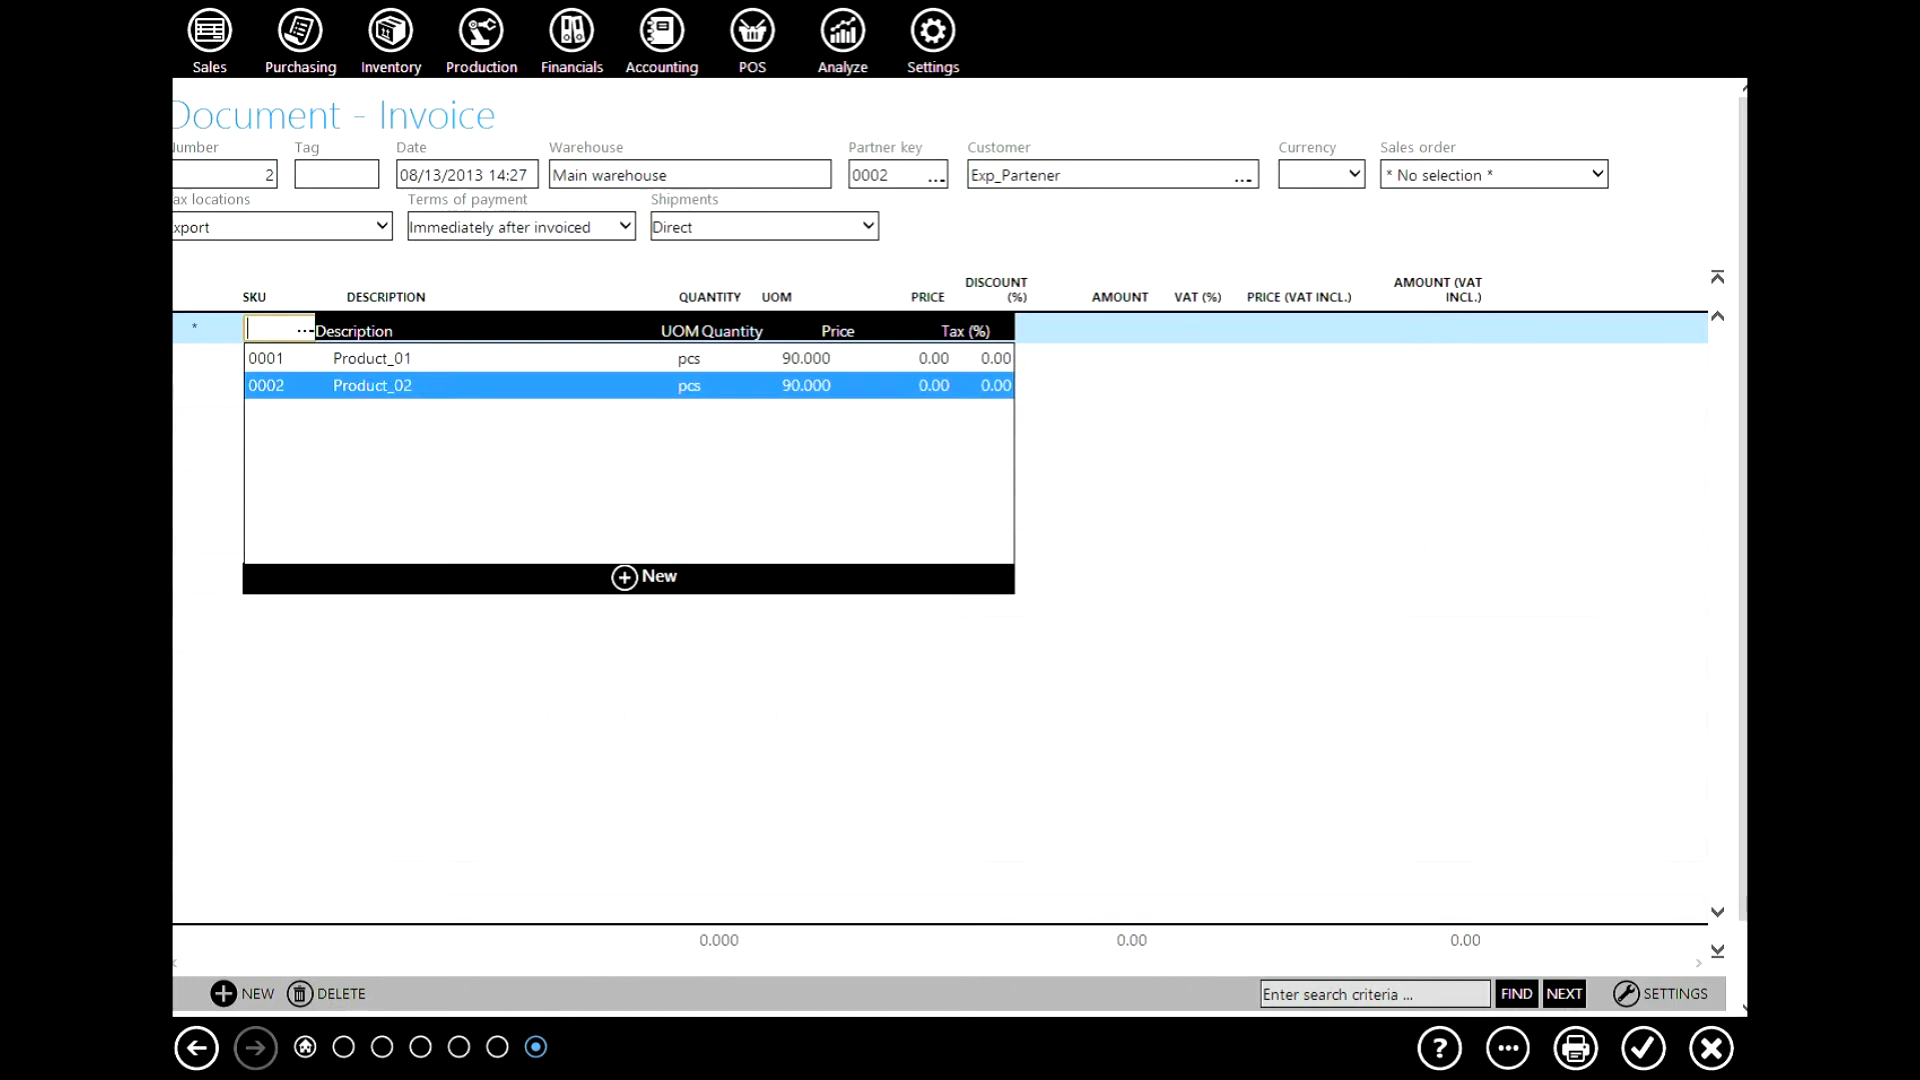 Sales Purchasing Inventory Production Financials Accounting POS Analyze Settings
Document - Invoice
umber Tag Date Warehouse Partner key Customer Currency Sales order
2 08/13/2013 14:27 Main warehouse 0002 ... Exp_Partener ... * No selection *
ax locations Terms of payment Shipments
xport Immediately after invoiced Direct
SKU DESCRIPTION QUANTITY UOM PRICE DISCOUNT (%) AMOUNT VAT (%) PRICE (VAT INCL.) AMOUNT (VAT INCL.)
* ... Description UOM Quantity Price Tax (%)
0001 Product_01 pcs 90.000 0.00 0.00
0002 Product_02 pcs 90.000 0.00 0.00
New
0.000 0.00 0.00
NEW DELETE Enter search criteria ... FIND NEXT SETTINGS